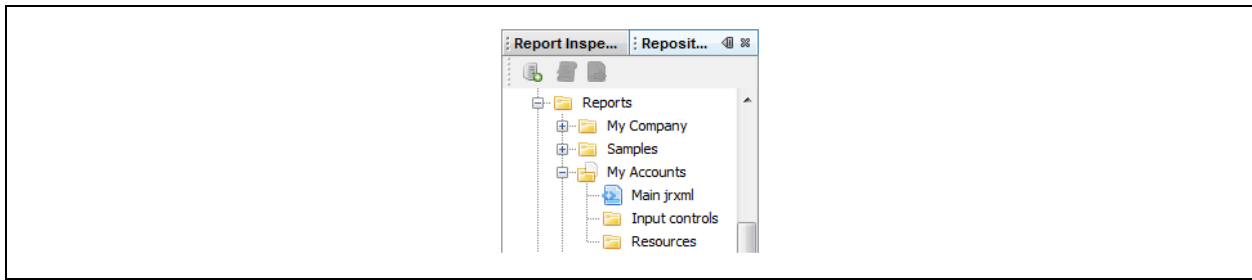 Report Inspe... Reposit...
Reports
My Company
Samples
My Accounts
Main jrxml
Input controls
Resources